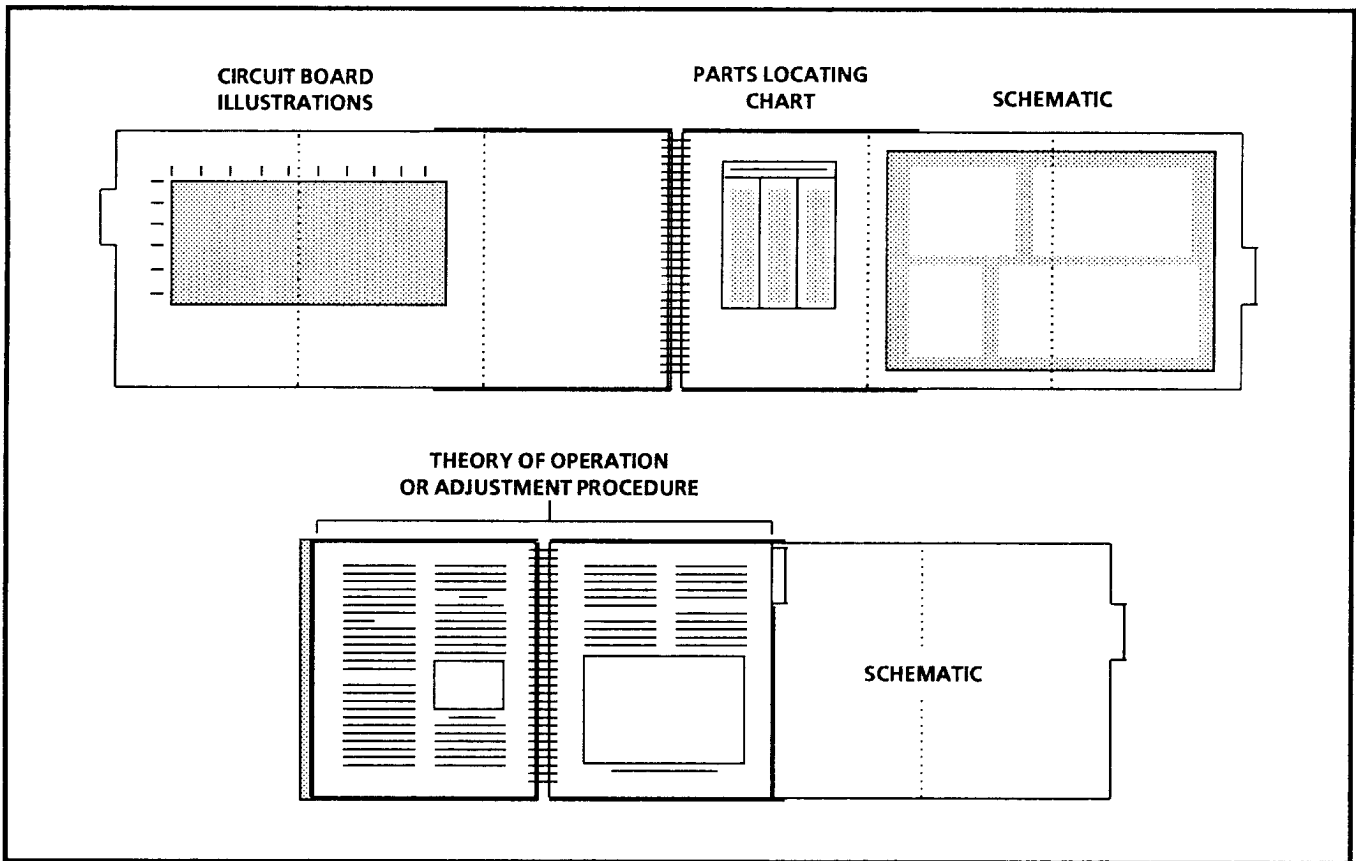 CIRCUIT BOARD
ILLUSTRATIONS
PARTS LOCATING
CHART
SCHEMATIC
THEORY OF OPERATION
OR ADJUSTMENT PROCEDURE
SCHEMATIC